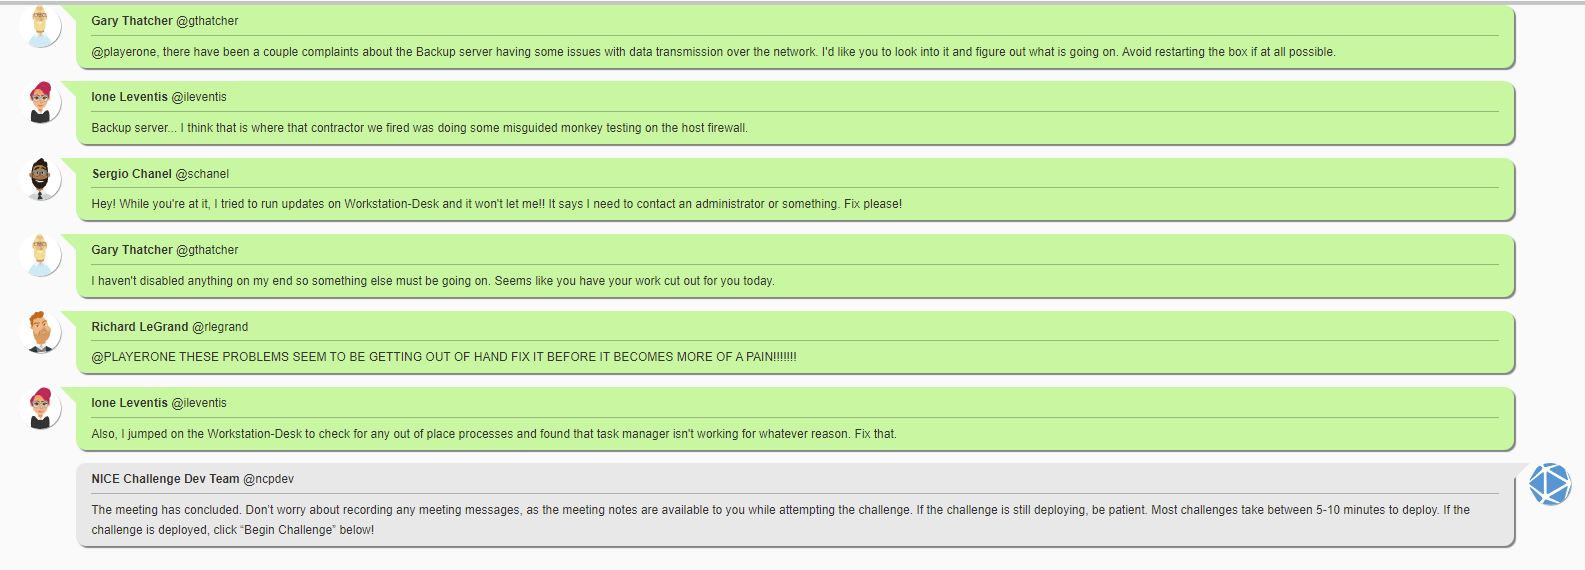 Gary Thatcher @gthatcher
@playerone, there have been a couple complaints about the Backup server having some issues with data transmission over the network. I'd like you to look into it and figure out what is going on. Avoid restarting the box if at all possible.
Ione Leventis @ileventis
Backup server... I think that is where that contractor we fired was doing some misguided monkey testing on the host firewall.
Sergio Chanel @schanel
Hey! While you're at it, I tried to run updates on Workstation-Desk and it won't let me!! It says I need to contact an administrator or something. Fix please!
Gary Thatcher @gthatcher
I haven't disabled anything on my end so something else must be going on. Seems like you have your work cut out for you today.
Richard LeGrand @rlegrand
@PLAYERONE THESE PROBLEMS SEEM TO BE GETTING OUT OF HAND FIX IT BEFORE IT BECOMES MORE OF A PAIN!!!!!!!
Ione Leventis @ileventis
Also, I jumped on the Workstation-Desk to check for any out of place processes and found that task manager isn't working for whatever reason. Fix that.
NICE Challenge Dev Team @ncpdev
The meeting has concluded. Don’t worry about recording any meeting messages, as the meeting notes are available to you while attempting the challenge. If the challenge is still deploying, be patient. Most challenges take between 5-10 minutes to deploy. If the
challenge is deployed, click “Begin Challenge” below!